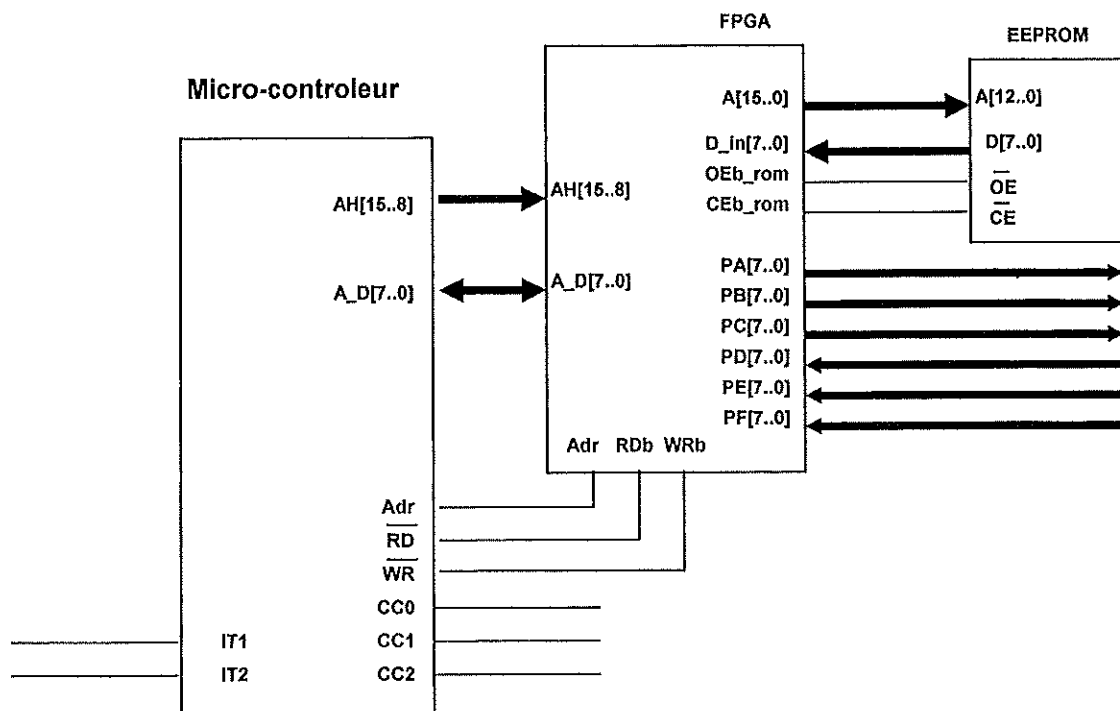 FPGA
EEPROM
Micro-controleur
A[15..0]
A[12..0]
D_in[7..0]
D[7..0]
OEb_rom
OE
CEb_rom
CE
AH[15..8]
AH[15..8]
A_D[7..0]
A_D[7..0]
PA[7..0]
PB[7..0]
PC[7..0]
PD[7..0]
PE[7..0]
PF[7..0]
Adr RDb WRb
Adr
RD
WR
CC0
IT1
CC1
IT2
CC2